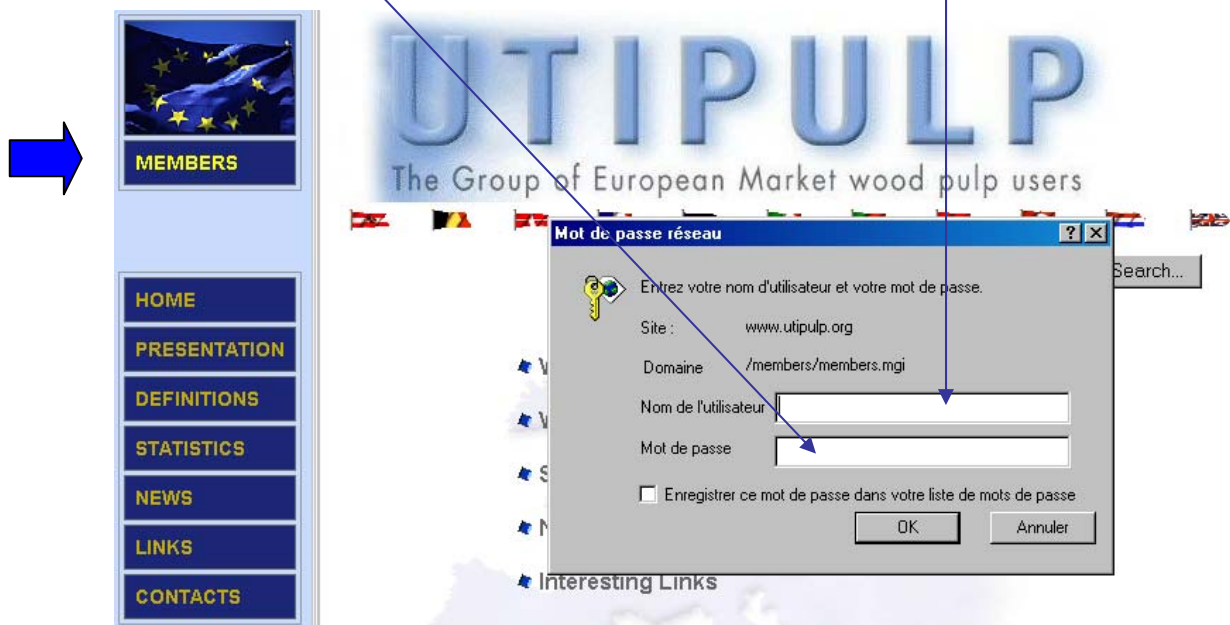 MEMBERS
HOME
PRESENTATION
DEFINITIONS
STATISTICS
NEWS
LINKS
CONTACTS
UTIPULP
The Group of European Market wood pulp users
Search...
Mot de passe réseau
Entrez votre nom d'utilisateur et votre mot de passe.
Site : www.utipulp.org
Domaine /members/members.mgi
Nom de l'utilisateur
Mot de passe
Enregistrer ce mot de passe dans votre liste de mots de passe
OK Annuler
Interesting Links